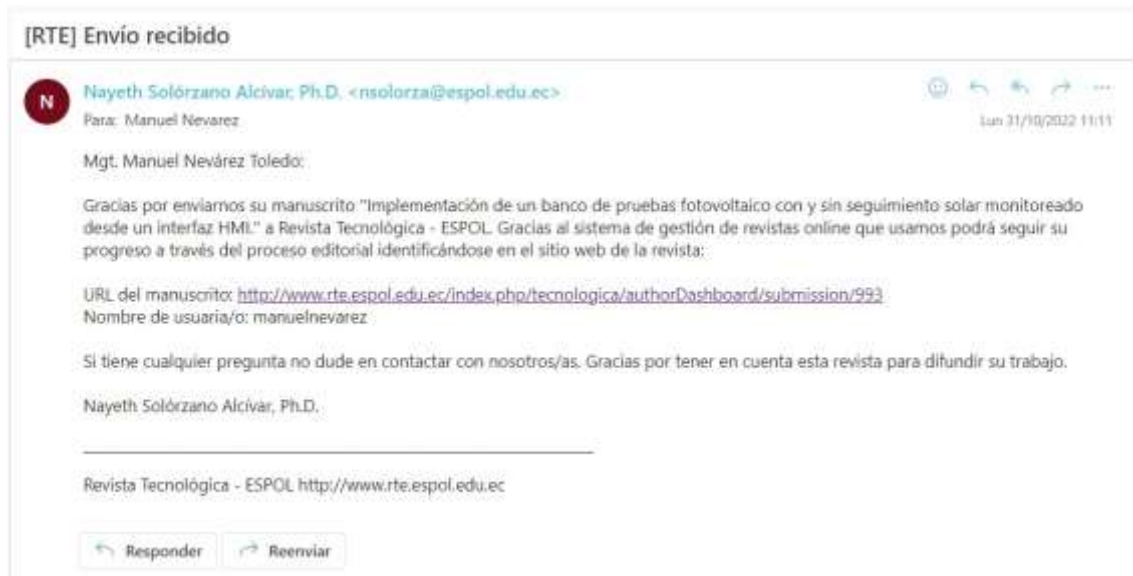 [RTE] Envío recibido
N
Nayeth Solórzano Alcívar, Ph.D. <nsolorza@espol.edu.ec>
Para: Manuel Nevarez
Lun 31/10/2022 11:11
Mgt. Manuel Nevárez Toledo:
Gracias por enviarnos su manuscrito "Implementación de un banco de pruebas fotovoltaico con y sin seguimiento solar monitoreado
desde un interfaz HMI." a Revista Tecnológica - ESPOL. Gracias al sistema de gestión de revistas online que usamos podrá seguir su
progreso a través del proceso editorial identificándose en el sitio web de la revista:
URL del manuscrito: http://www.rte.espol.edu.ec/index.php/tecnologica/authorDashboard/submission/993
Nombre de usuaria/o: manuelnevarez
Si tiene cualquier pregunta no dude en contactar con nosotros/as. Gracias por tener en cuenta esta revista para difundir su trabajo.
Nayeth Solórzano Alcívar, Ph.D.
Revista Tecnológica - ESPOL http://www.rte.espol.edu.ec
Responder
Reenviar